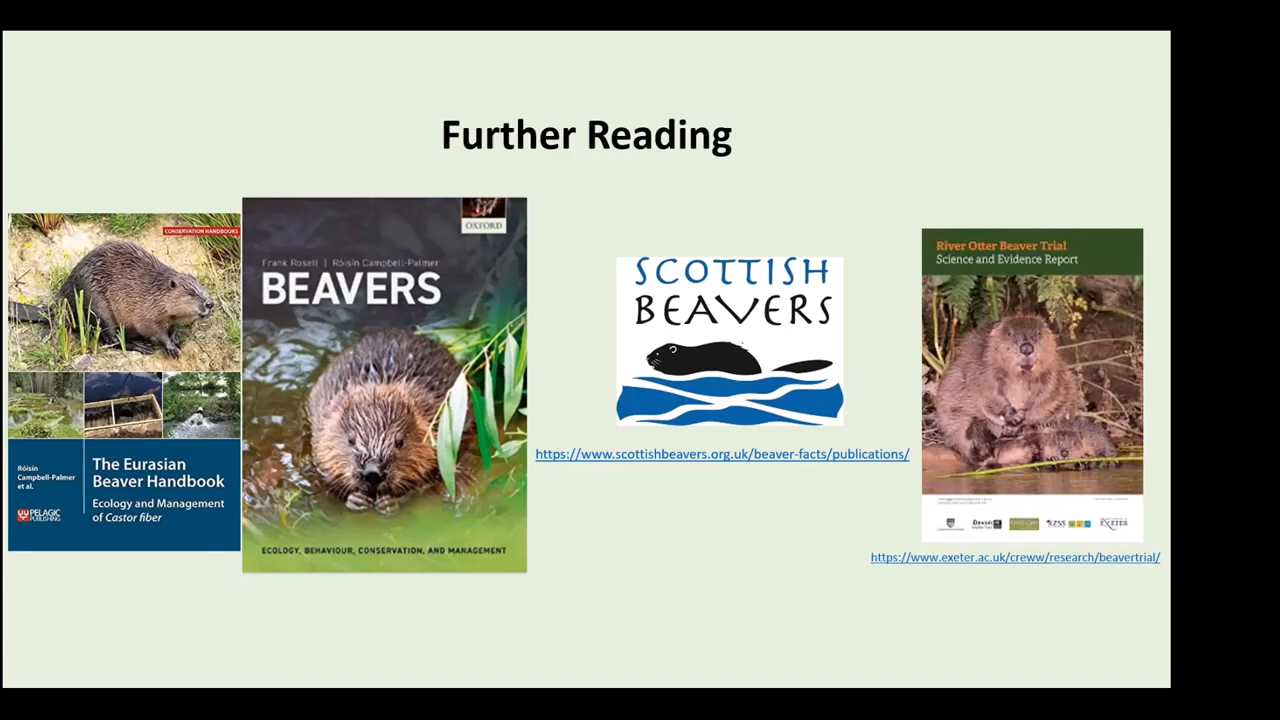 Further Reading
CONSERVATION HANDBOOKS
Róisín
Campbell-Palmer
et al.
PELAGIC
PUBLISHING
The Eurasian
Beaver Handbook
Ecology and Management
of Castor fiber
OXFORD
Frank Rosell | Róisín Campbell-Palmer
BEAVERS
ECOLOGY, BEHAVIOUR, CONSERVATION, AND MANAGEMENT
SCOTTISH
BEAVERS
https://www.scottishbeavers.org.uk/beaver-facts/publications/
River Otter Beaver Trial
Science and Evidence Report
Devon
RZSS
EXETER
https://www.exeter.ac.uk/creww/research/beavertrial/